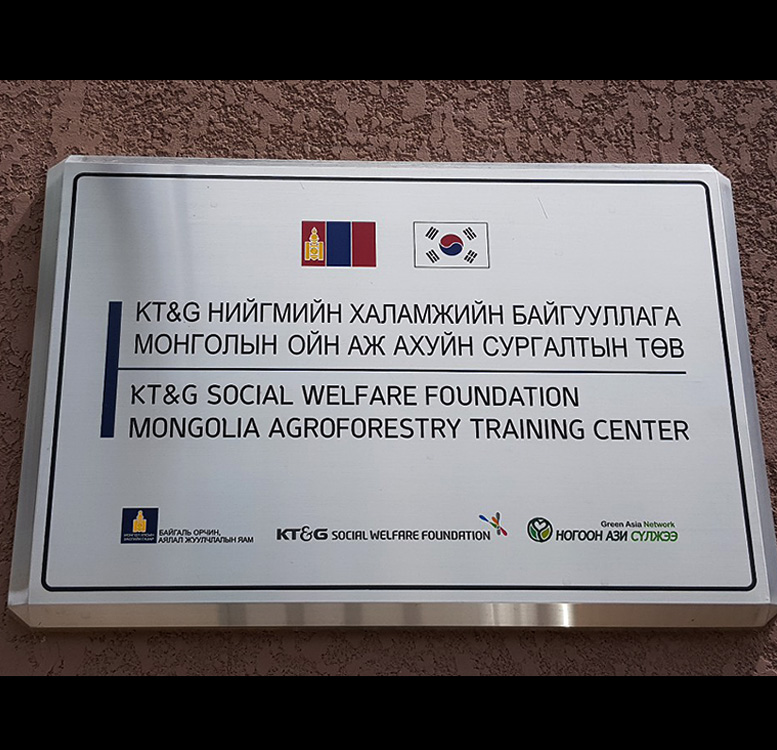 KT&G НИЙГМИЙН ХАЛАМЖИЙН БАЙГУУЛЛАГА
МОНГОЛЫН ОЙН АЖ АХУЙН СУРГАЛТЫН ТӨВ
KT&G SOCIAL WELFARE FOUNDATION
MONGOLIA AGROFORESTRY TRAINING CENTER
БАЙГАЛЬ ОРЧИН,
АЯЛАЛ ЖУУЛЧЛАЛЫН ЯАМ
KT&G SOCIAL WELFARE FOUNDATION
Green Asia Network
НОГООН АЗИ СҮЛЖЭЭ